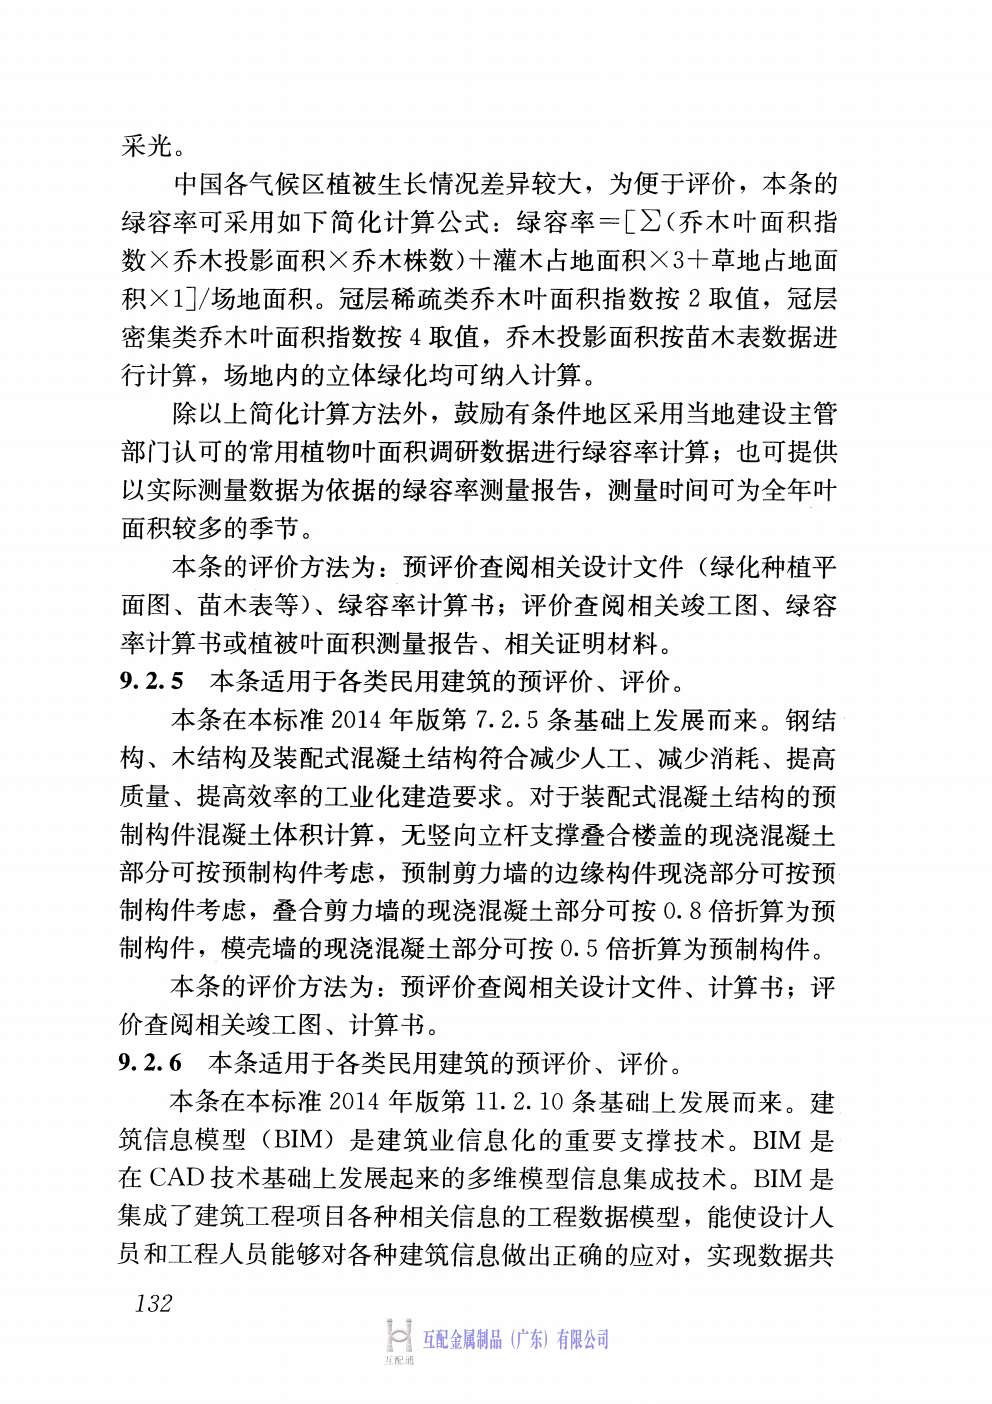 采光。
中国各气候区植被生长情况差异较大，为便于评价，本条的
绿容率可采用如下简化计算公式：绿容率＝[∑(乔木叶面积指
数×乔木投影面积×乔木株数)＋灌木占地面积×3＋草地占地面
积×1]/场地面积。冠层稀疏类乔木叶面积指数按 2 取值，冠层
密集类乔木叶面积指数按 4 取值，乔木投影面积按苗木表数据进
行计算，场地内的立体绿化均可纳入计算。
除以上简化计算方法外，鼓励有条件地区采用当地建设主管
部门认可的常用植物叶面积调研数据进行绿容率计算；也可提供
以实际测量数据为依据的绿容率测量报告，测量时间可为全年叶
面积较多的季节。
本条的评价方法为：预评价查阅相关设计文件（绿化种植平
面图、苗木表等）、绿容率计算书；评价查阅相关竣工图、绿容
率计算书或植被叶面积测量报告、相关证明材料。
9.2.5 本条适用于各类民用建筑的预评价、评价。
本条在本标准 2014 年版第 7.2.5 条基础上发展而来。钢结
构、木结构及装配式混凝土结构符合减少人工、减少消耗、提高
质量、提高效率的工业化建造要求。对于装配式混凝土结构的预
制构件混凝土体积计算，无竖向立杆支撑叠合楼盖的现浇混凝土
部分可按预制构件考虑，预制剪力墙的边缘构件现浇部分可按预
制构件考虑，叠合剪力墙的现浇混凝土部分可按 0.8 倍折算为预
制构件，模壳墙的现浇混凝土部分可按 0.5 倍折算为预制构件。
本条的评价方法为：预评价查阅相关设计文件、计算书；评
价查阅相关竣工图、计算书。
9.2.6 本条适用于各类民用建筑的预评价、评价。
本条在本标准 2014 年版第 11.2.10 条基础上发展而来。建
筑信息模型（BIM）是建筑业信息化的重要支撑技术。BIM 是
在 CAD 技术基础上发展起来的多维模型信息集成技术。BIM 是
集成了建筑工程项目各种相关信息的工程数据模型，能使设计人
员和工程人员能够对各种建筑信息做出正确的应对，实现数据共
132
互配通
互配金属制品（广东）有限公司